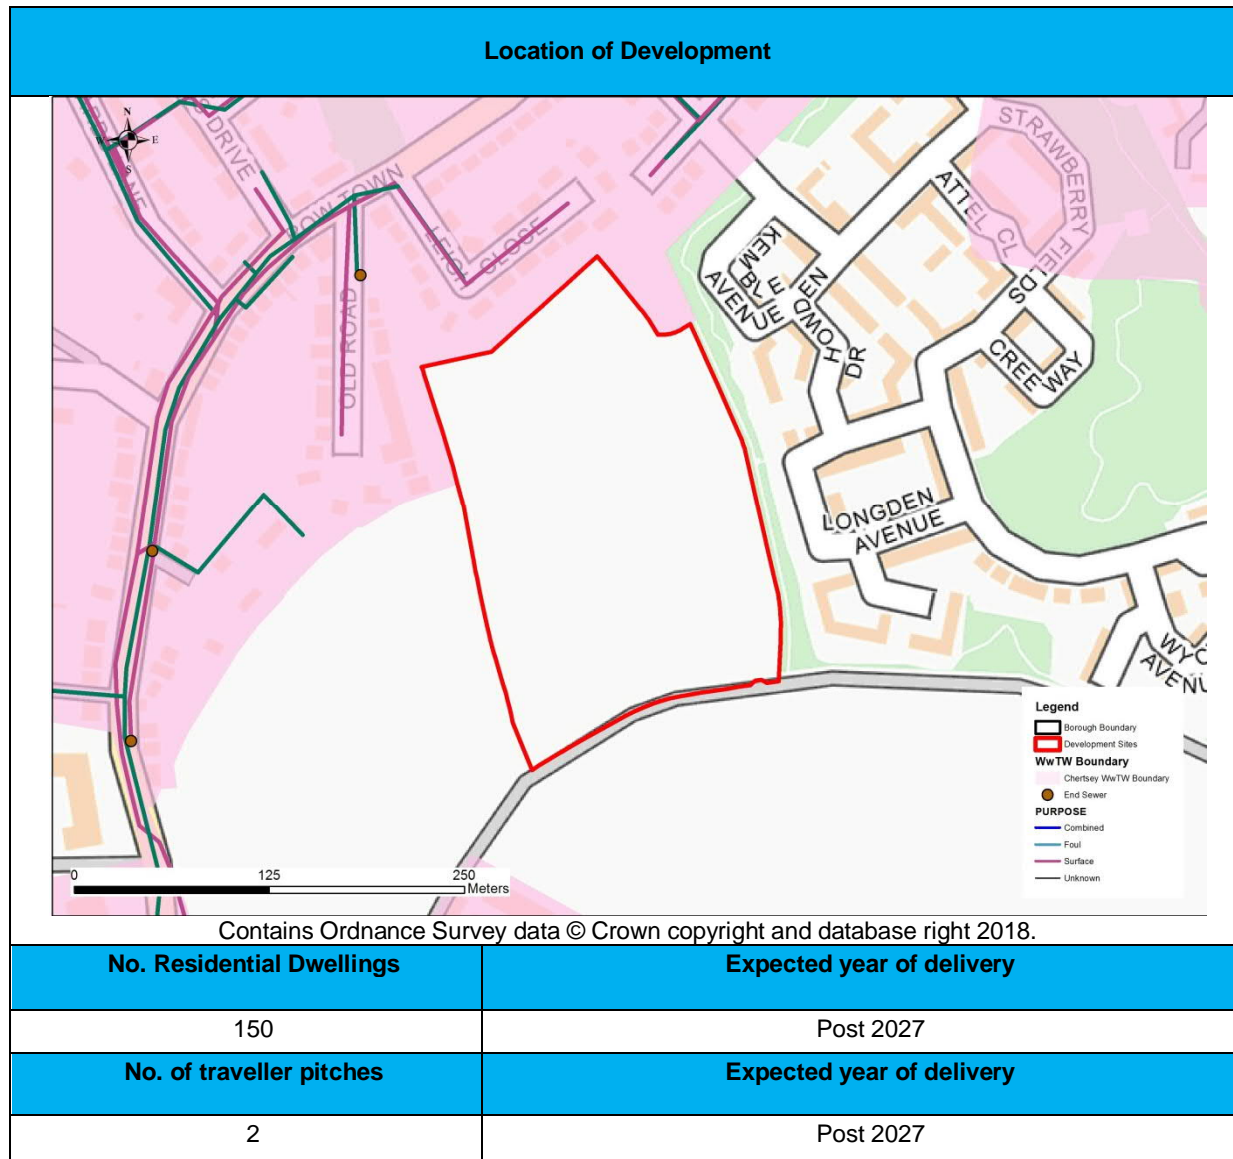 Location of Development
N
W
E
S
DRIVE
ROW TOWN
LEIGH CLOSE
OLD ROAD
STRAWBERRY
FIELDS
ATTEL CL
KEMBLE
AVENUE
HOWDEN
DR
CREE WAY
LONGDEN
AVENUE
AVENU
Legend
Borough Boundary
Development Sites
WwTW Boundary
Chertsey WwTW Boundary
End Sewer
PURPOSE
Combined
Foul
Surface
Unknown
0 125 250
Meters
Contains Ordnance Survey data © Crown copyright and database right 2018.
No. Residential Dwellings Expected year of delivery
150 Post 2027
No. of traveller pitches Expected year of delivery
2 Post 2027